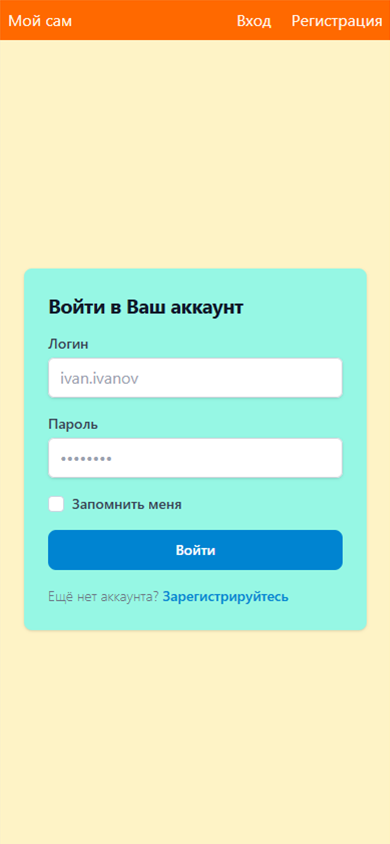 Мой сам Вход Регистрация
Войти в Ваш аккаунт
Логин
ivan.ivanov
Пароль
••••••••
Запомнить меня
Войти
Ещё нет аккаунта? Зарегистрируйтесь